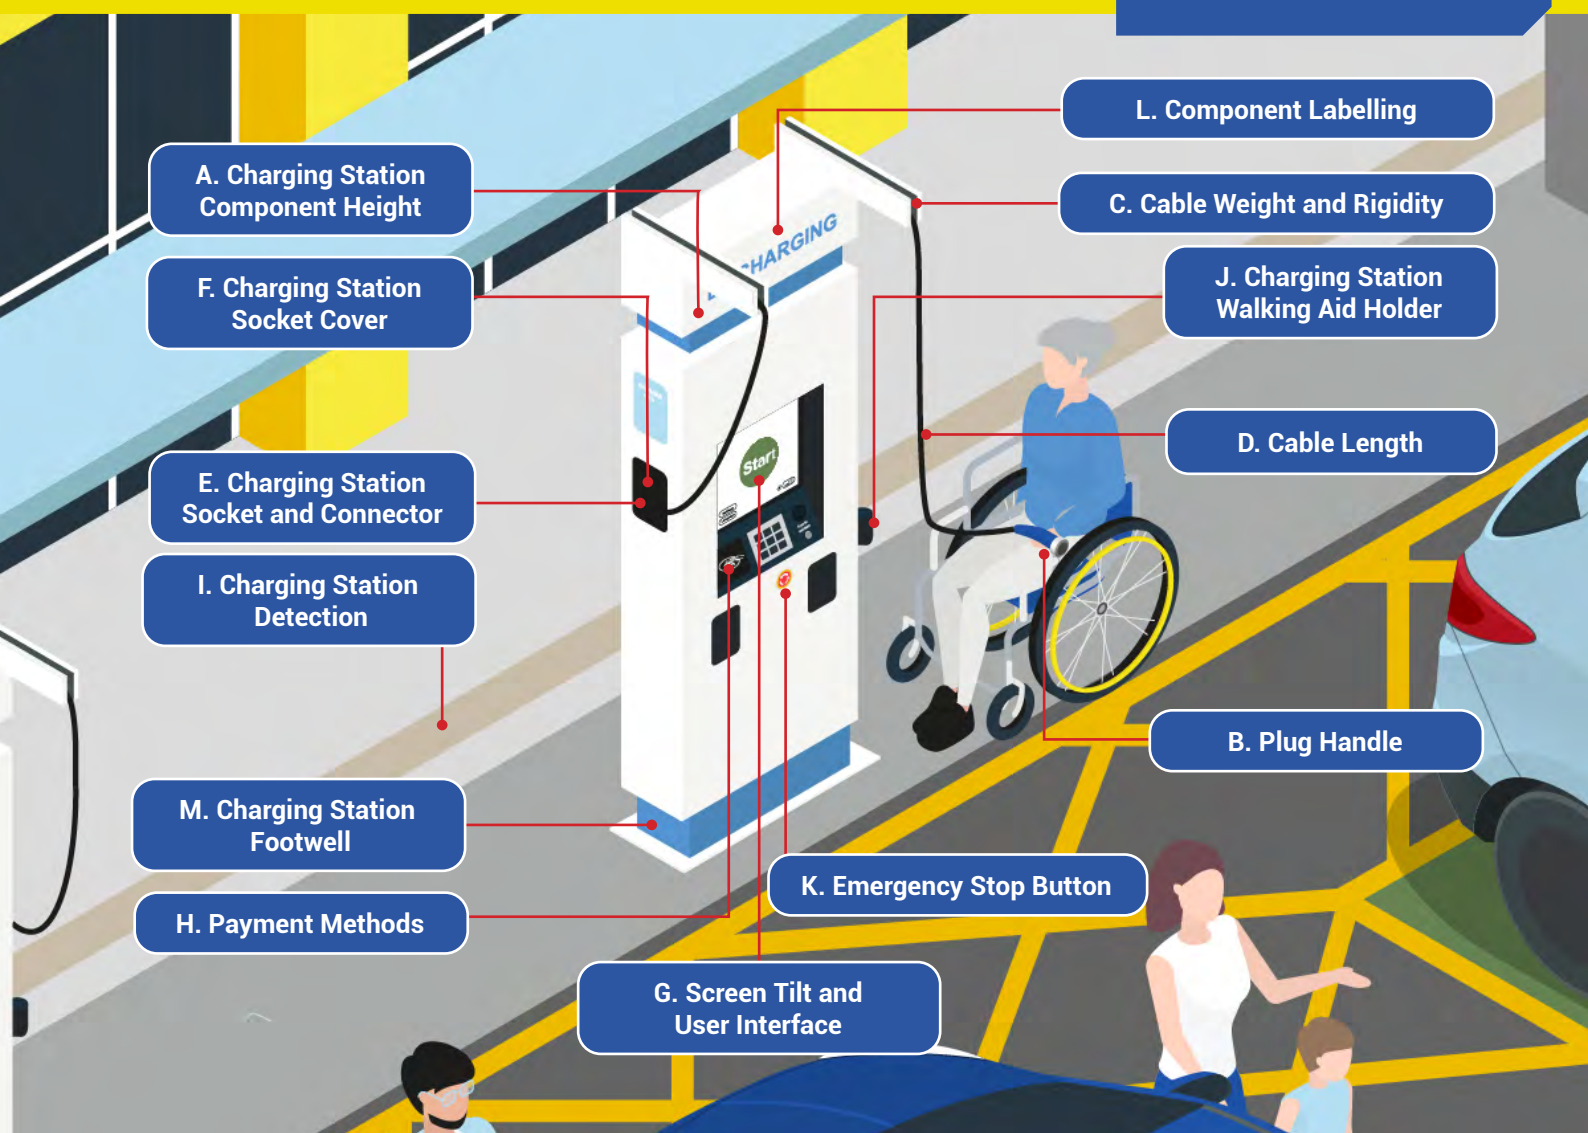 L. Component Labelling
A. Charging Station
Component Height
C. Cable Weight and Rigidity
CHARGING
J. Charging Station
Walking Aid Holder
F. Charging Station
Socket Cover
D. Cable Length
Start
E. Charging Station
Socket and Connector
I. Charging Station
Detection
B. Plug Handle
M. Charging Station
Footwell
K. Emergency Stop Button
H. Payment Methods
G. Screen Tilt and
User Interface